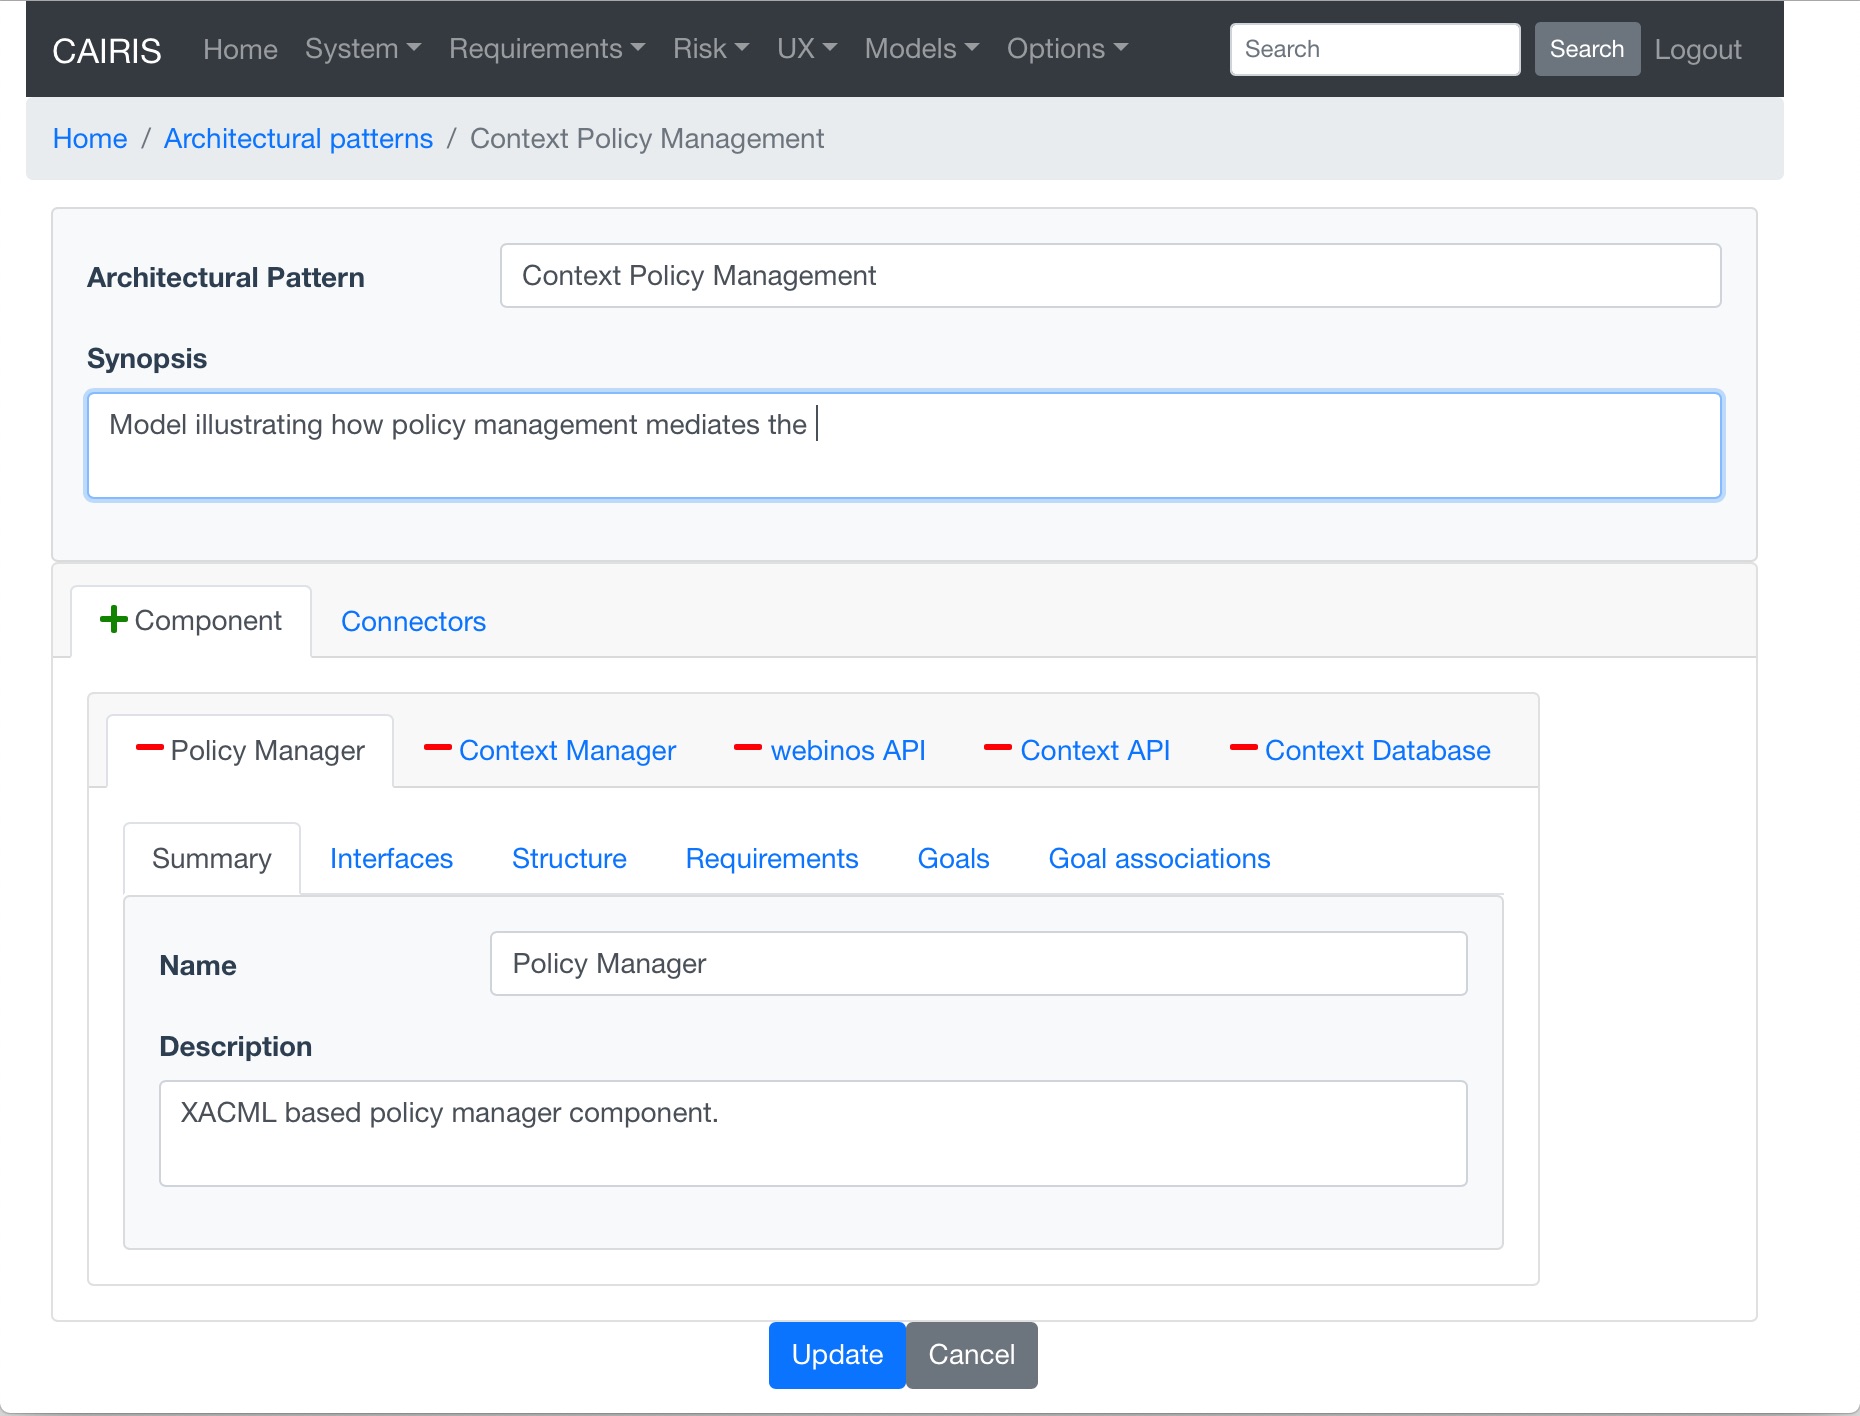 CAIRIS Home System Requirements Risk UX Models Options Search Search Logout
Home / Architectural patterns / Context Policy Management
Architectural Pattern Context Policy Management
Synopsis
Model illustrating how policy management mediates the
Component Connectors
Policy Manager Context Manager webinos API Context API Context Database
Summary Interfaces Structure Requirements Goals Goal associations
Name Policy Manager
Description
XACML based policy manager component.
Update Cancel